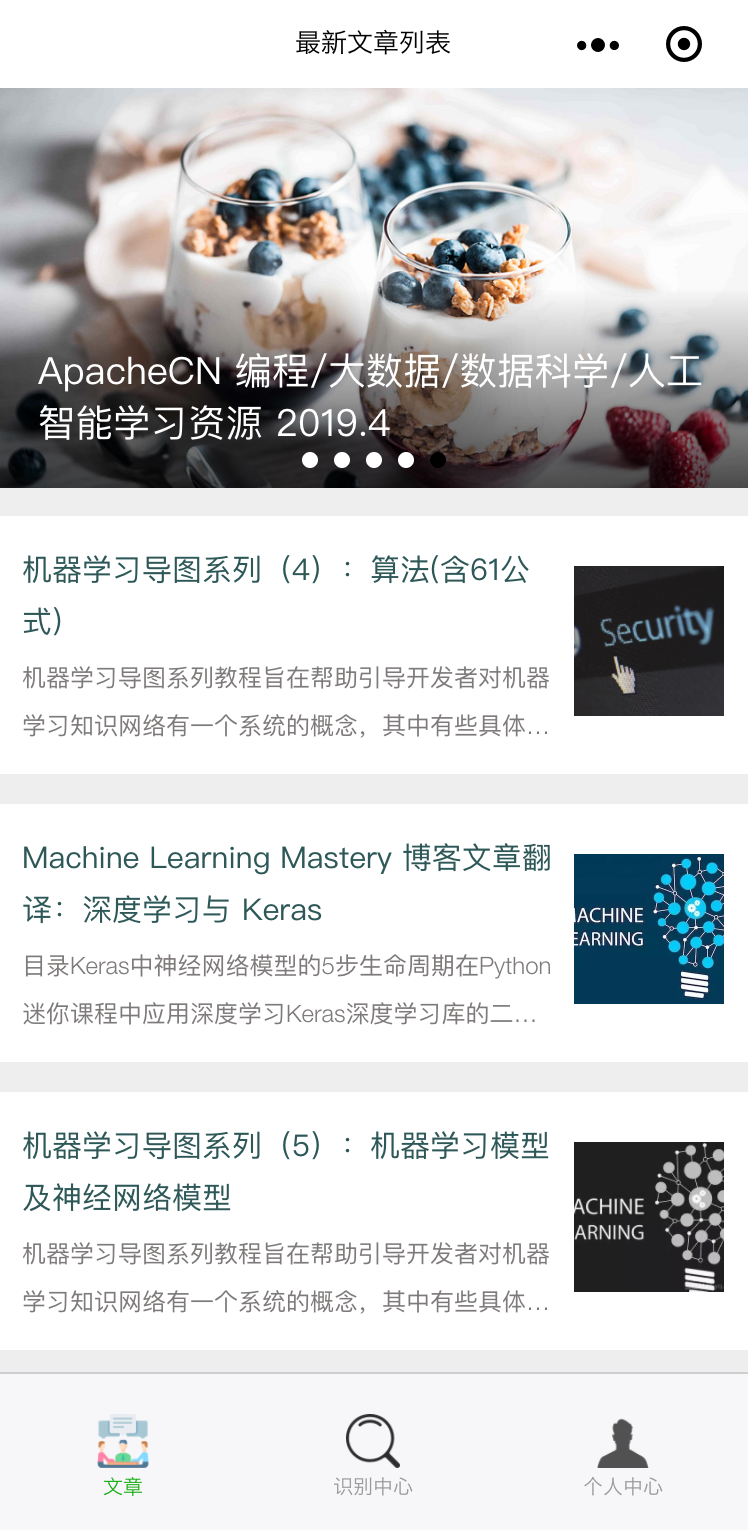 最新文章列表
ApacheCN 编程/大数据/数据科学/人工
智能学习资源 2019.4
机器学习导图系列（4）：算法(含61公
式)
机器学习导图系列教程旨在帮助引导开发者对机器
学习知识网络有一个系统的概念，其中有些具体...
Security
Machine Learning Mastery 博客文章翻
译：深度学习与 Keras
目录Keras中神经网络模型的5步生命周期在Python
迷你课程中应用深度学习Keras深度学习库的二...
MACHINE
EARNING
机器学习导图系列（5）：机器学习模型
及神经网络模型
机器学习导图系列教程旨在帮助引导开发者对机器
学习知识网络有一个系统的概念，其中有些具体...
ACHINE
ARNING
文章
识别中心
个人中心